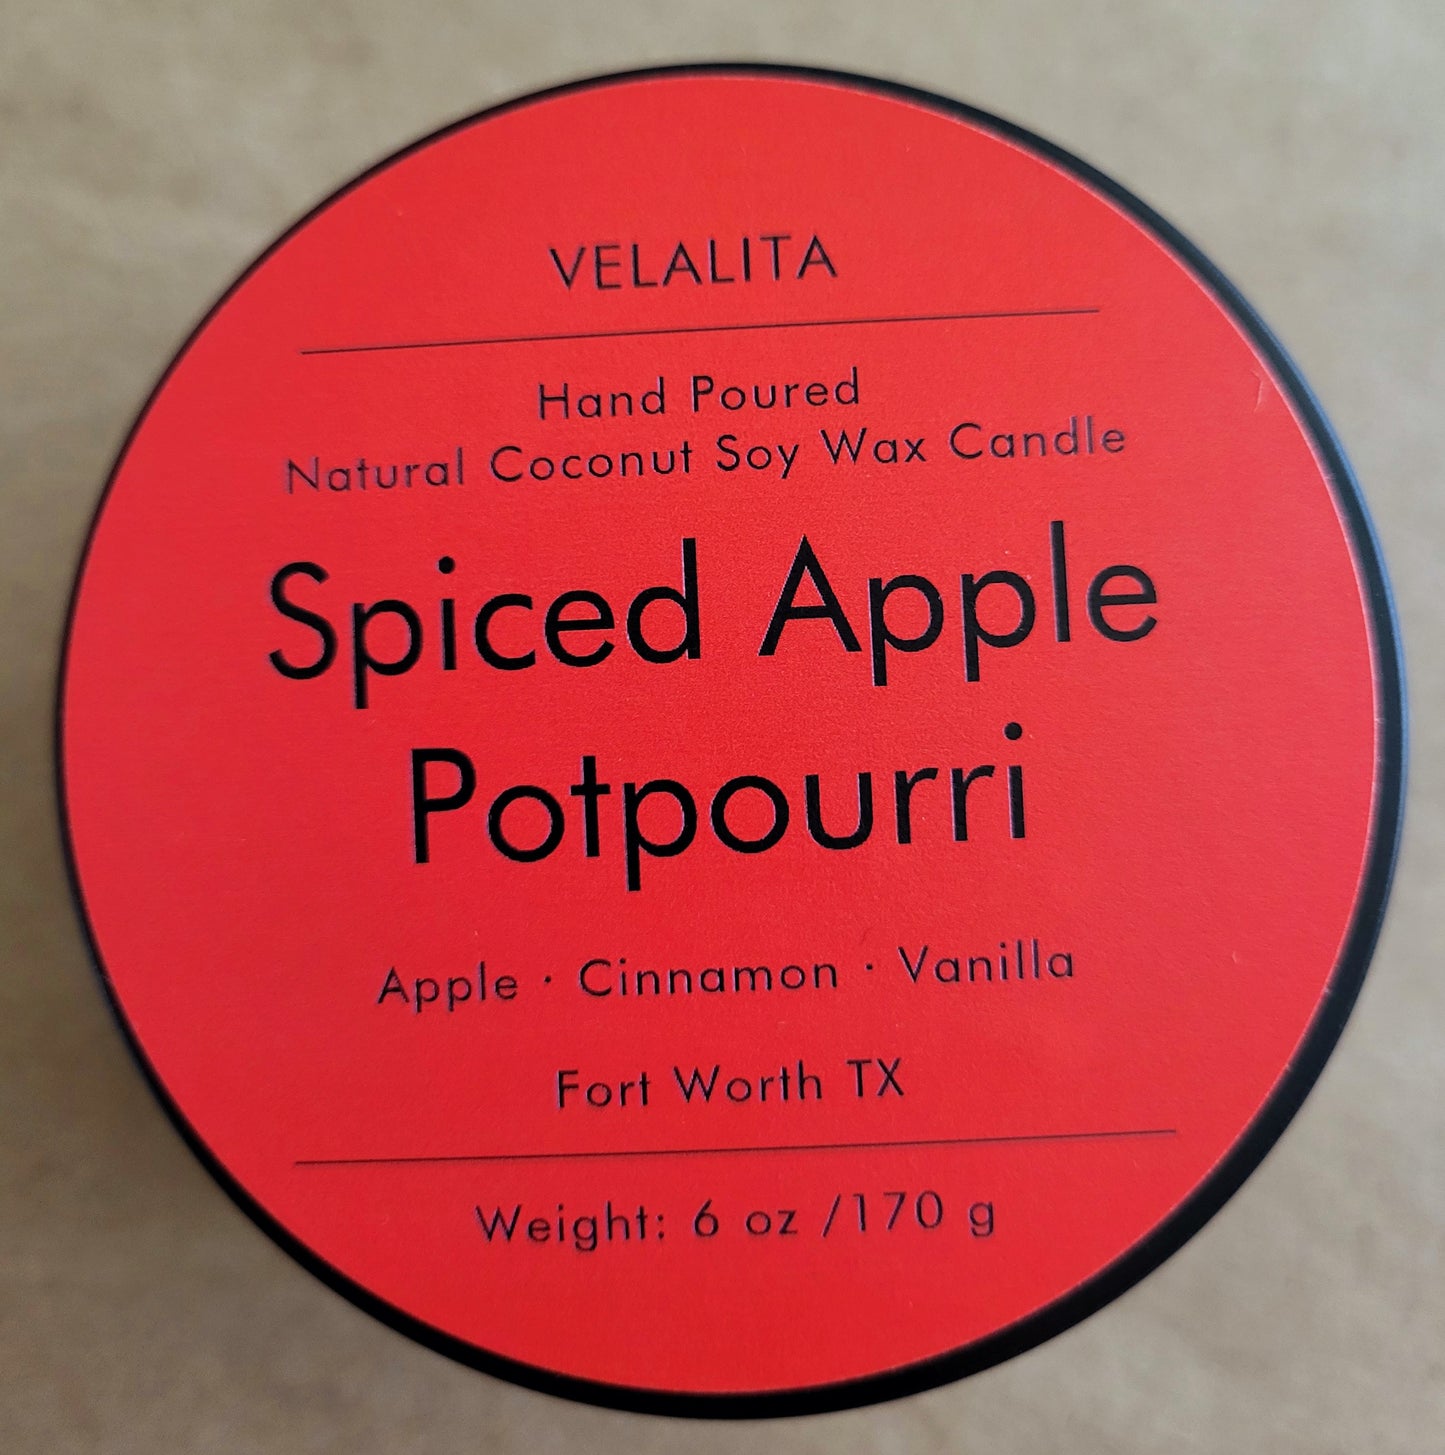 VELALITA
Hand Poured
Natural Coconut Soy Wax Candle
Spiced Apple
Potpourri
Apple · Cinnamon · Vanilla
Fort Worth TX
Weight: 6 oz /170 g